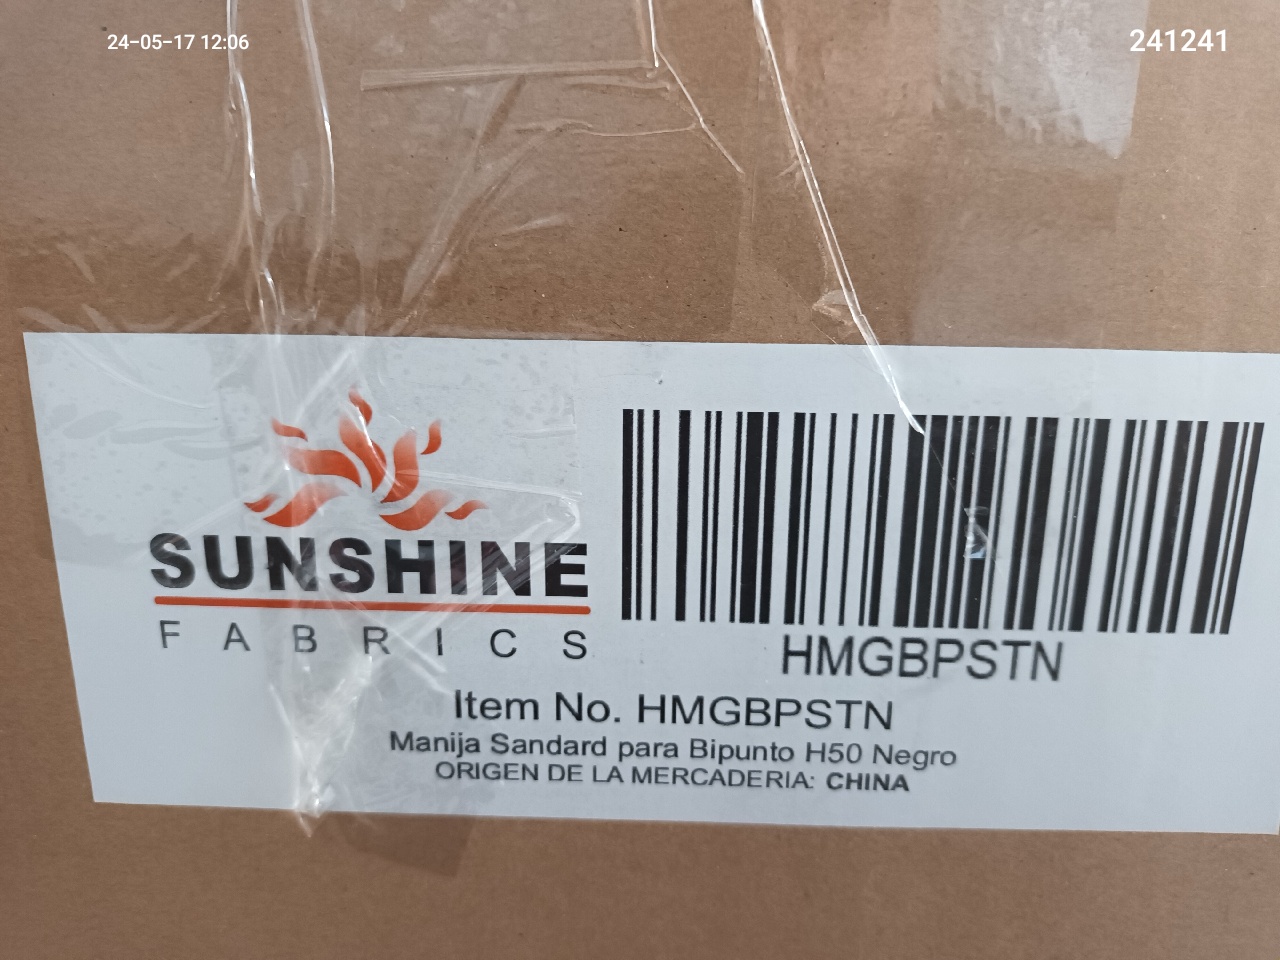 24-05-17 12:06
241241
SUNSHINE
FABRICS
HMGBPSTN
Item No. HMGBPSTN
Manija Sandard para Bipunto H50 Negro
ORIGEN DE LA MERCADERIA: CHINA